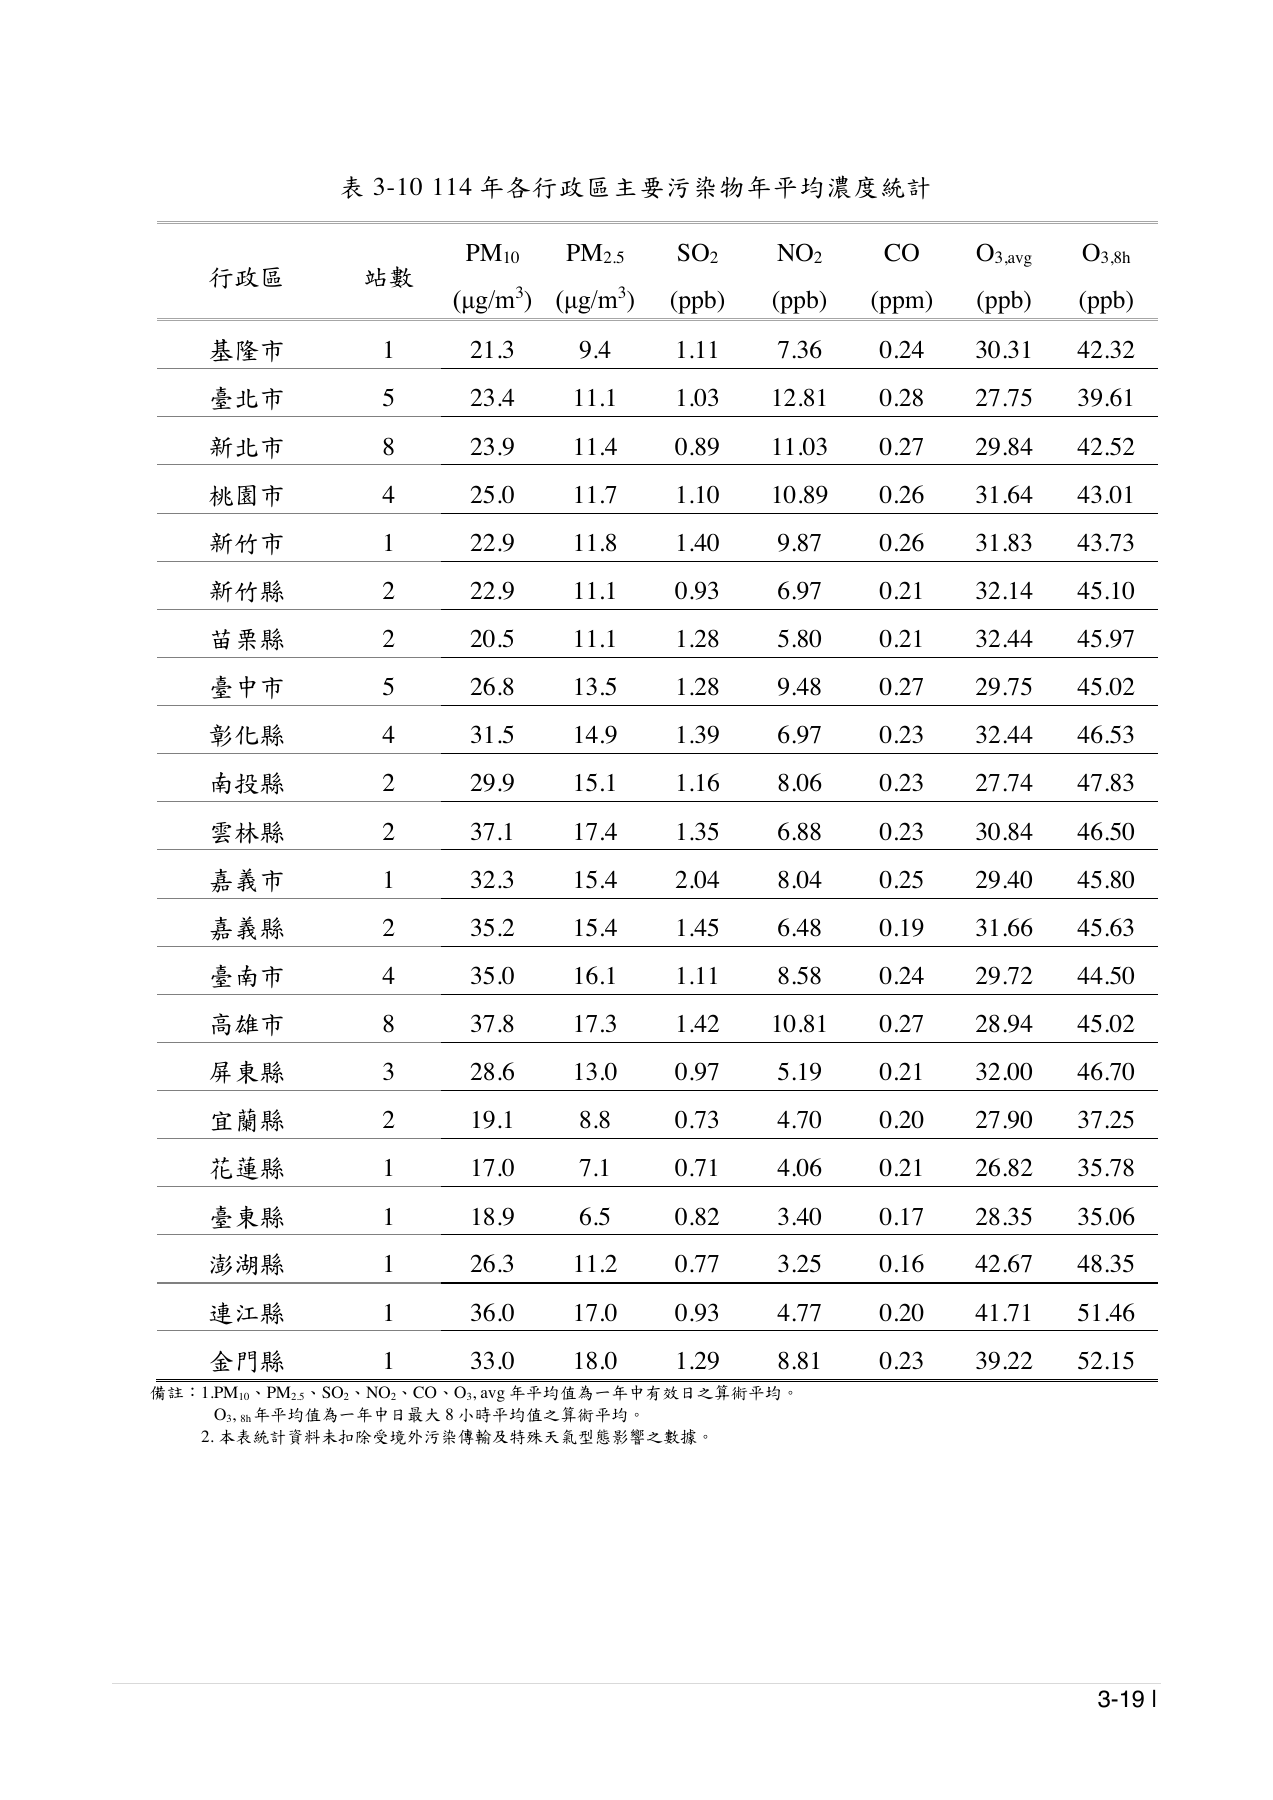 表 3-10 114 年各行政區主要污染物年平均濃度統計
行政區 站數 PM₁₀ PM₂.₅ SO₂ NO₂ CO O₃,avg O₃,8h
(μg/m³) (μg/m³) (ppb) (ppb) (ppm) (ppb) (ppb)
基隆市 1 21.3 9.4 1.11 7.36 0.24 30.31 42.32
臺北市 5 23.4 11.1 1.03 12.81 0.28 27.75 39.61
新北市 8 23.9 11.4 0.89 11.03 0.27 29.84 42.52
桃園市 4 25.0 11.7 1.10 10.89 0.26 31.64 43.01
新竹市 1 22.9 11.8 1.40 9.87 0.26 31.83 43.73
新竹縣 2 22.9 11.1 0.93 6.97 0.21 32.14 45.10
苗栗縣 2 20.5 11.1 1.28 5.80 0.21 32.44 45.97
臺中市 5 26.8 13.5 1.28 9.48 0.27 29.75 45.02
彰化縣 4 31.5 14.9 1.39 6.97 0.23 32.44 46.53
南投縣 2 29.9 15.1 1.16 8.06 0.23 27.74 47.83
雲林縣 2 37.1 17.4 1.35 6.88 0.23 30.84 46.50
嘉義市 1 32.3 15.4 2.04 8.04 0.25 29.40 45.80
嘉義縣 2 35.2 15.4 1.45 6.48 0.19 31.66 45.63
臺南市 4 35.0 16.1 1.11 8.58 0.24 29.72 44.50
高雄市 8 37.8 17.3 1.42 10.81 0.27 28.94 45.02
屏東縣 3 28.6 13.0 0.97 5.19 0.21 32.00 46.70
宜蘭縣 2 19.1 8.8 0.73 4.70 0.20 27.90 37.25
花蓮縣 1 17.0 7.1 0.71 4.06 0.21 26.82 35.78
臺東縣 1 18.9 6.5 0.82 3.40 0.17 28.35 35.06
澎湖縣 1 26.3 11.2 0.77 3.25 0.16 42.67 48.35
連江縣 1 36.0 17.0 0.93 4.77 0.20 41.71 51.46
金門縣 1 33.0 18.0 1.29 8.81 0.23 39.22 52.15
備註：1.PM₁₀、PM₂.₅、SO₂、NO₂、CO、O₃, avg 年平均值為一年中有效日之算術平均。
O₃, 8h 年平均值為一年中日最大 8 小時平均值之算術平均。
2. 本表統計資料未扣除受境外污染傳輸及特殊天氣型態影響之數據。
3-19 |